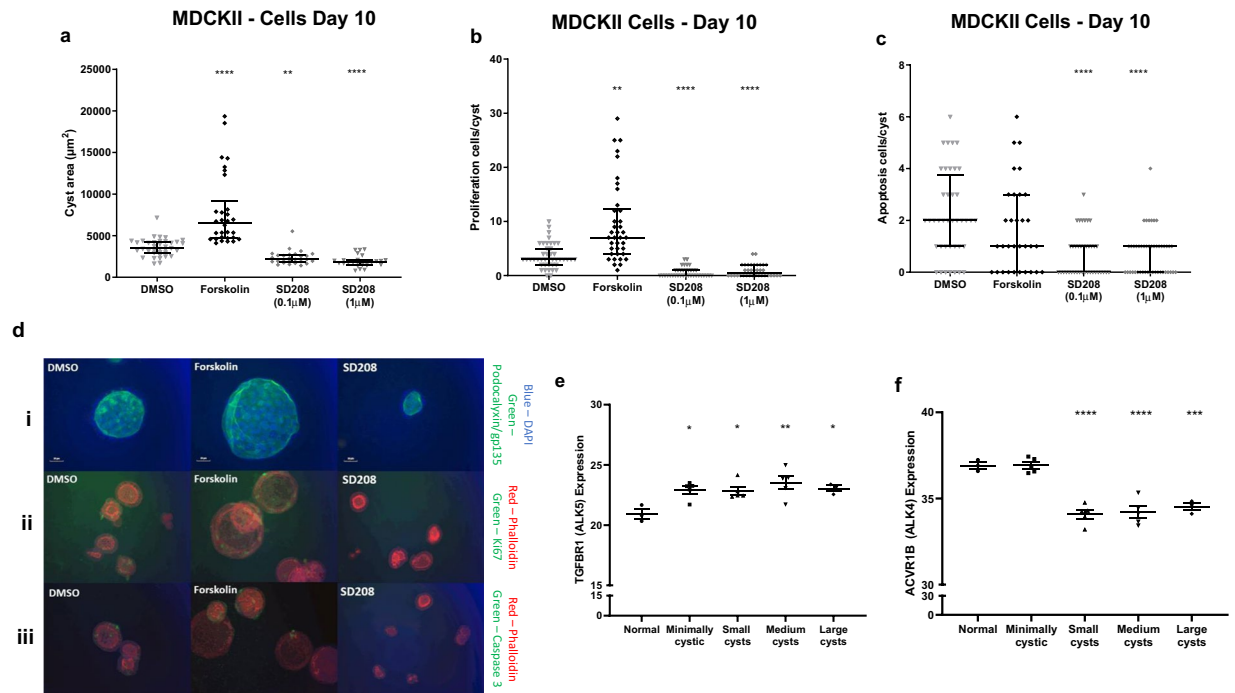 MDCKII - Cells Day 10
MDCKII Cells - Day 10
MDCKII Cells - Day 10
a
Cyst area (µm²)
25000
20000
15000
10000
5000
0
****
**
****
DMSO
Forskolin
SD208
(0.1µM)
SD208
(1µM)
b
Proliferation cells/cyst
40
30
20
10
0
**
****
****
DMSO
Forskolin
SD208
(0.1µM)
SD208
(1µM)
c
Apoptosis cells/cyst
8
6
4
2
0
****
****
DMSO
Forskolin
SD208
(0.1µM)
SD208
(1µM)
d
i
DMSO
Forskolin
SD208
Blue – DAPI
Green –
Podocalyxin/gp135
ii
DMSO
Forskolin
SD208
Red – Phalloidin
Green – Ki67
iii
DMSO
Forskolin
SD208
Red – Phalloidin
Green – Caspase 3
e
TGFBR1 (ALK5) Expression
30
25
20
15
15
0
*
*
**
*
Normal
Minimally
cystic
Small
cysts
Medium
cysts
Large
cysts
f
ACVR1B (ALK4) Expression
40
35
30
30
0
****
****
***
Normal
Minimally
cystic
Small
cysts
Medium
cysts
Large
cysts